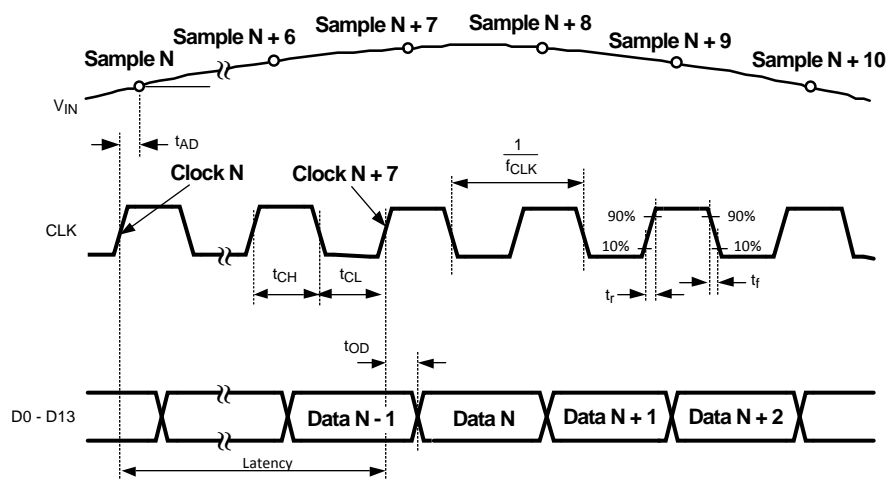 Sample N
Sample N + 6
Sample N + 7
Sample N + 8
Sample N + 9
Sample N + 10
VIN
tAD
Clock N
Clock N + 7
1
fCLK
CLK
90%
90%
10%
10%
tCH
tCL
tr
tf
tOD
D0 - D13
Data N - 1
Data N
Data N + 1
Data N + 2
Latency